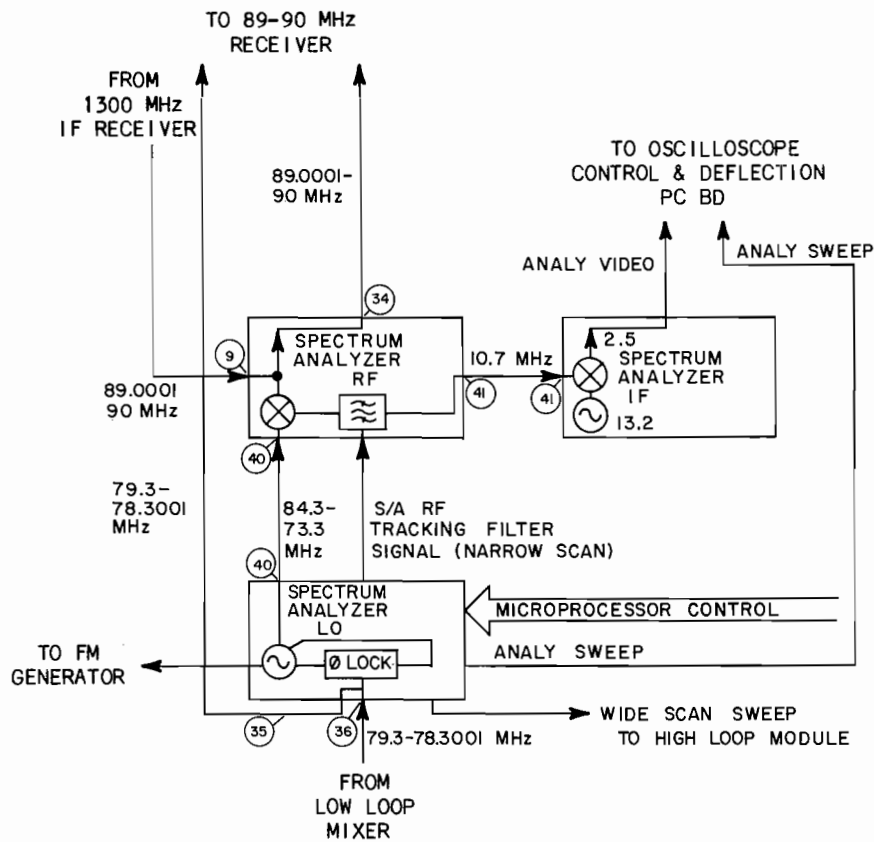 TO 89-90 MHz
RECEIVER
FROM
1300 MHz
IF RECEIVER
TO OSCILLOSCOPE
CONTROL & DEFLECTION
PC BD
89.0001-
90 MHz
ANALY VIDEO
ANALY SWEEP
34
9
SPECTRUM
ANALYZER
RF
10.7 MHz
41
41
2.5
SPECTRUM
ANALYZER
IF
13.2
89.0001
90 MHz
40
79.3-
78.3001
MHz
84.3-
73.3
MHz
S/A RF
TRACKING FILTER
SIGNAL (NARROW SCAN)
40
SPECTRUM
ANALYZER
LO
MICROPROCESSOR CONTROL
TO FM
GENERATOR
Ø LOCK
ANALY SWEEP
35
36
79.3-78.3001 MHz
WIDE SCAN SWEEP
TO HIGH LOOP MODULE
FROM
LOW LOOP
MIXER